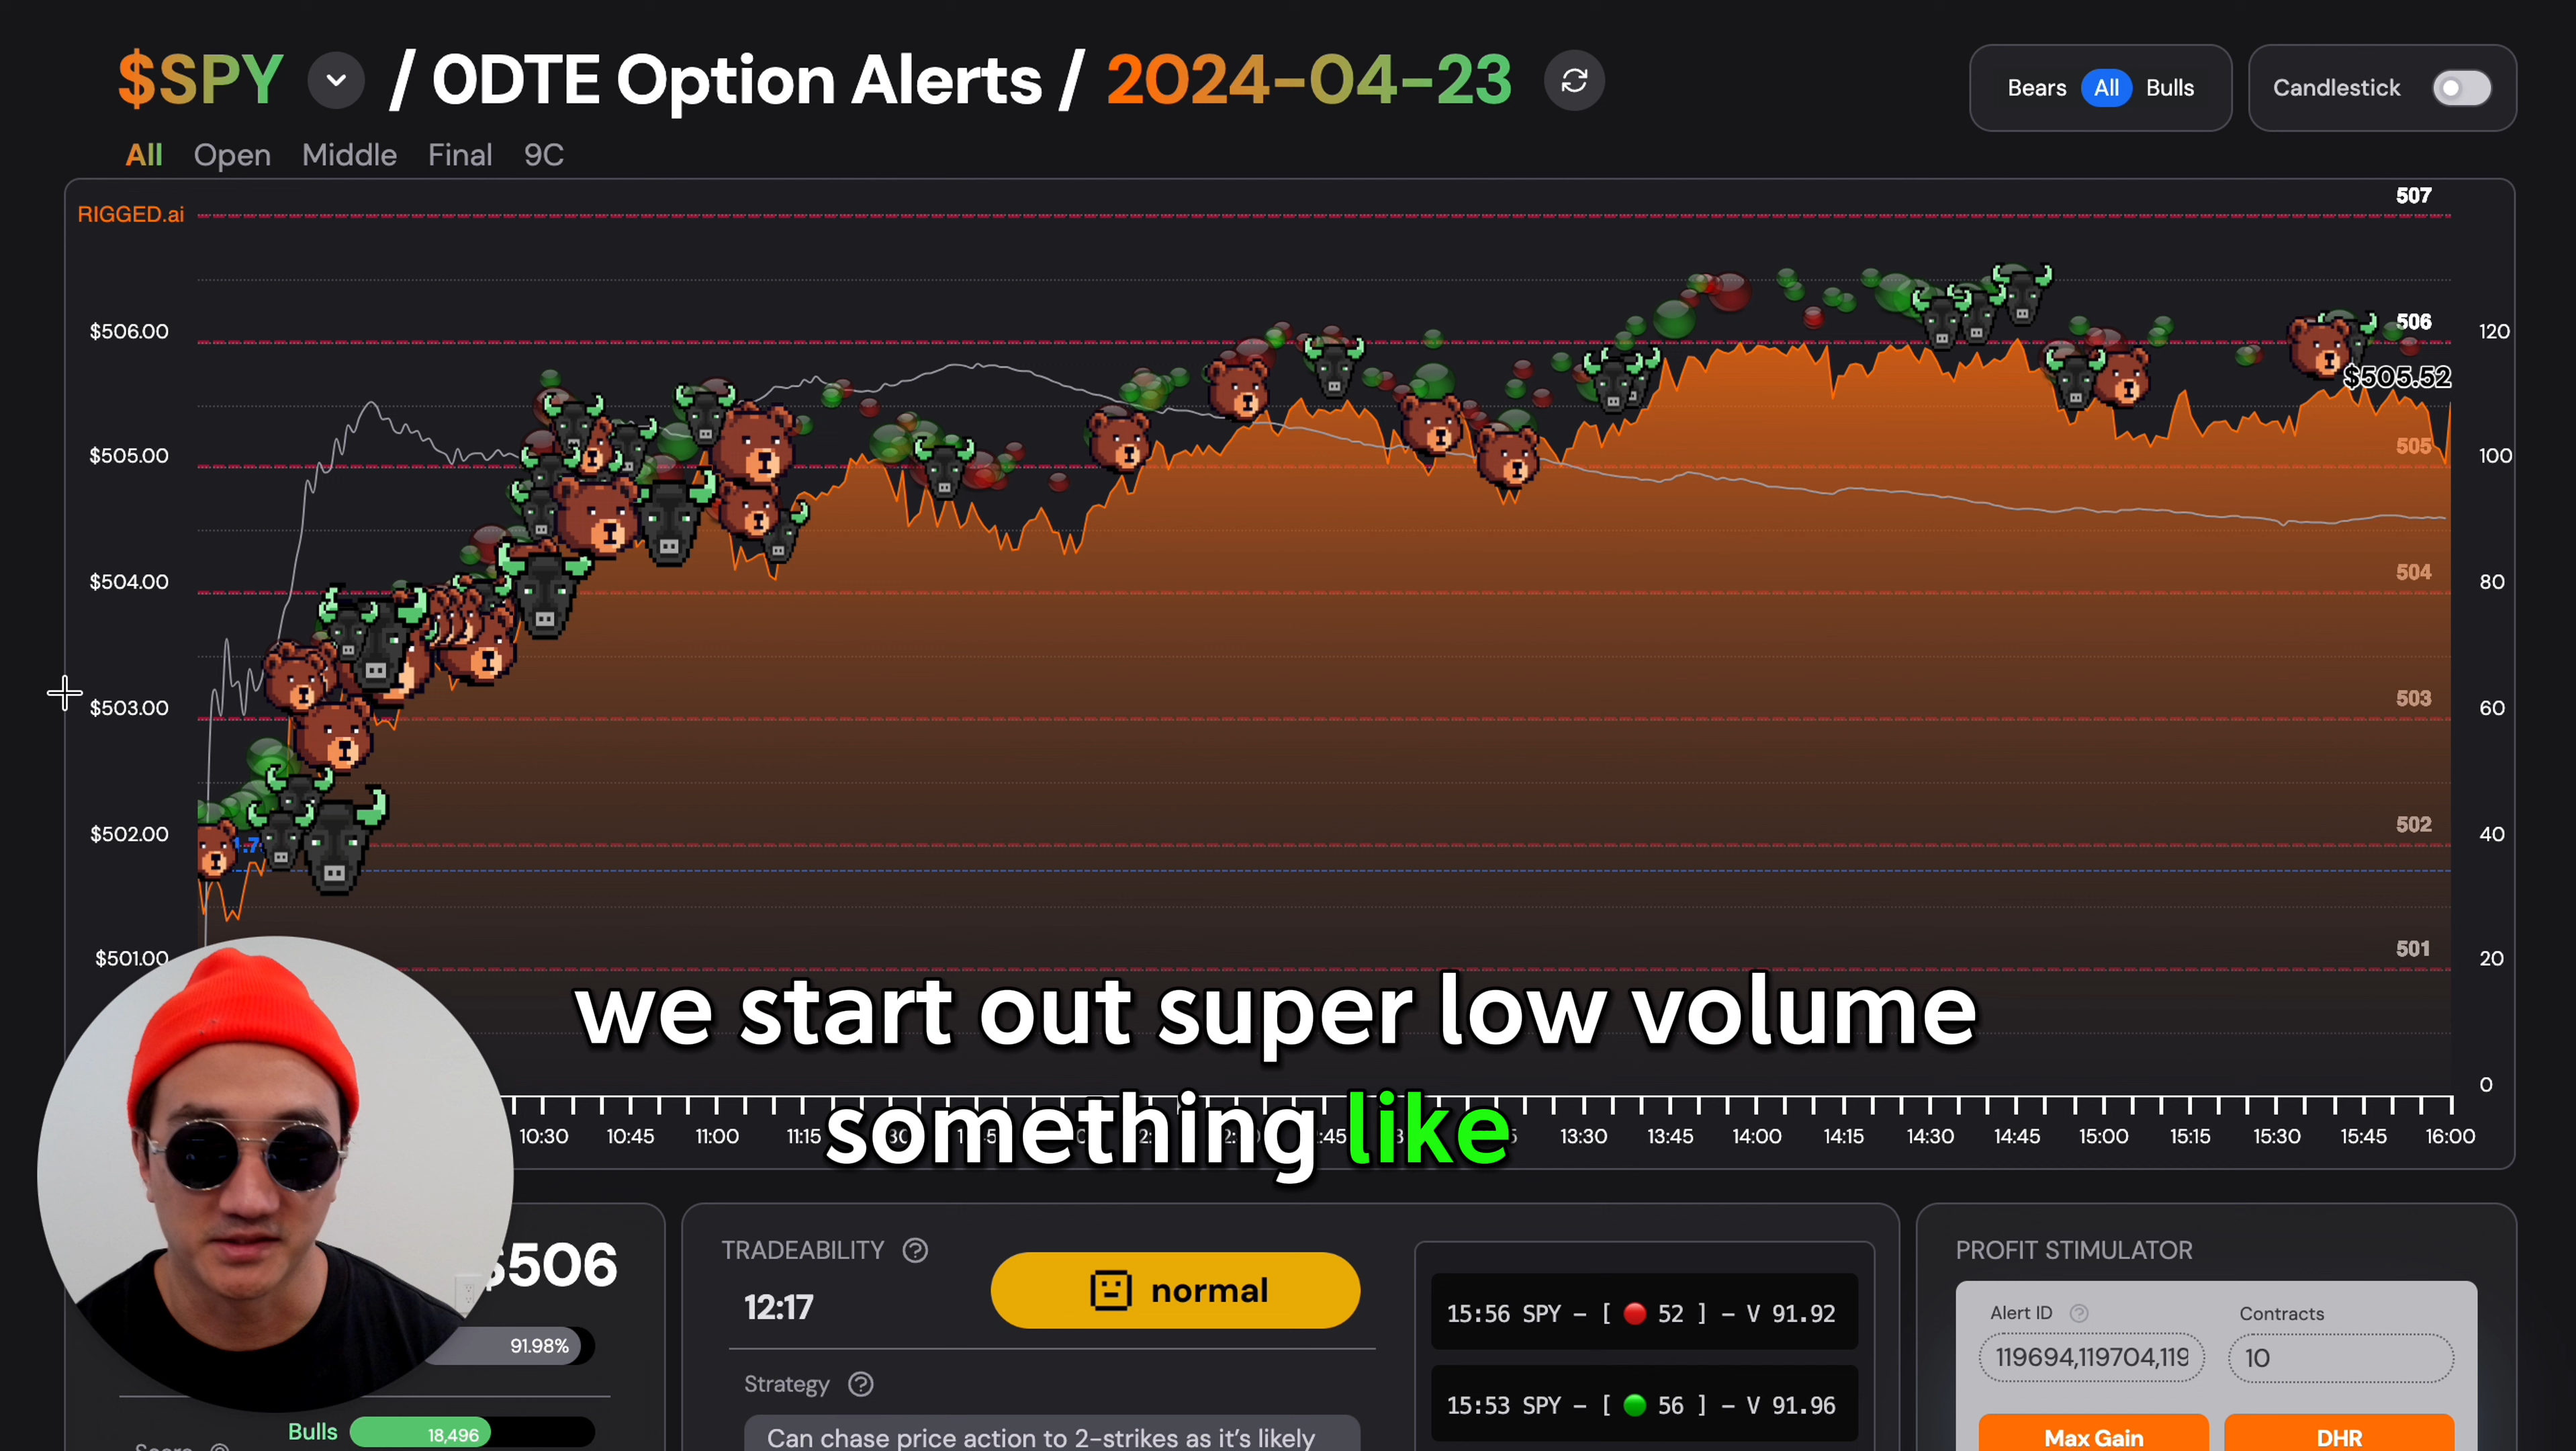 $SPY / 0DTE Option Alerts / 2024-04-23
Bears All Bulls
Candlestick
All Open Middle Final 9C
RIGGED.ai
507
$506.00
506
120
$505.52
$505.00
505
100
$504.00
504
80
$503.00
503
60
$502.00
502
40
$501.00
501
20
0
we start out super low volume
something like
10:30 10:45 11:00 11:15 13:30 13:45 14:00 14:15 14:30 14:45 15:00 15:15 15:30 15:45 16:00
$506
91.98%
Bulls 18,496
TRADEABILITY
12:17
normal
Strategy
Can chase price action to 2-strikes as it's likely
15:56 SPY - [ 🔴 52 ] - V 91.92
15:53 SPY - [ 🟢 56 ] - V 91.96
PROFIT STIMULATOR
Alert ID
Contracts
119694,119704,119
10
Max Gain
DHR